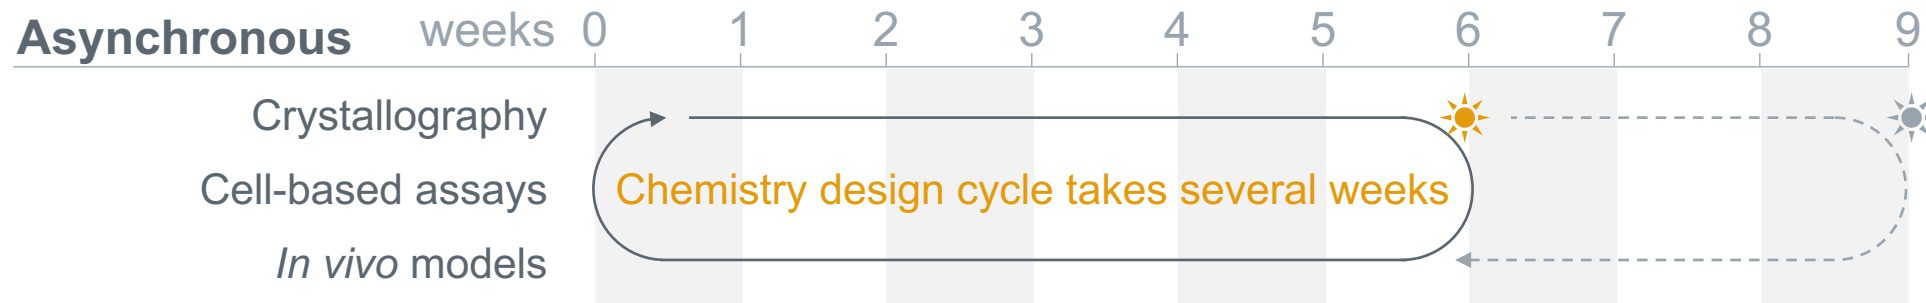 Asynchronous weeks 0 1 2 3 4 5 6 7 8 9
Crystallography
Cell-based assays Chemistry design cycle takes several weeks
In vivo models